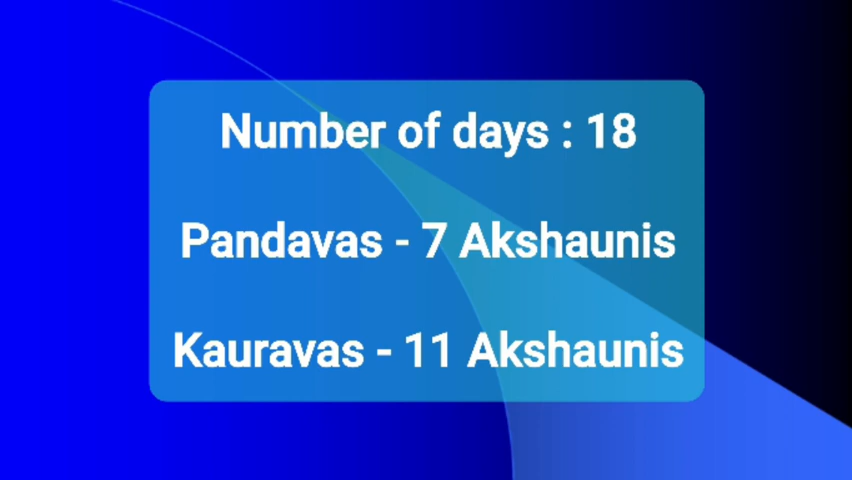 Number of days : 18
Pandavas - 7 Akshaunis
Kauravas - 11 Akshaunis